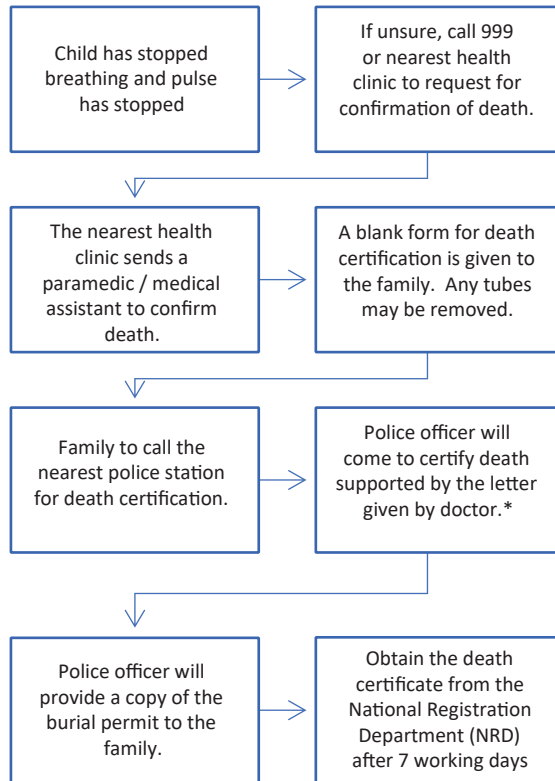 Child has stopped
breathing and pulse
has stopped
If unsure, call 999
or nearest health
clinic to request for
confirmation of death.
The nearest health
clinic sends a
paramedic / medical
assistant to confirm
death.
A blank form for death
certification is given to
the family. Any tubes
may be removed.
Family to call the
nearest police station
for death certification.
Police officer will
come to certify death
supported by the letter
given by doctor.*
Police officer will
provide a copy of the
burial permit to the
family.
Obtain the death
certificate from the
National Registration
Department (NRD)
after 7 working days